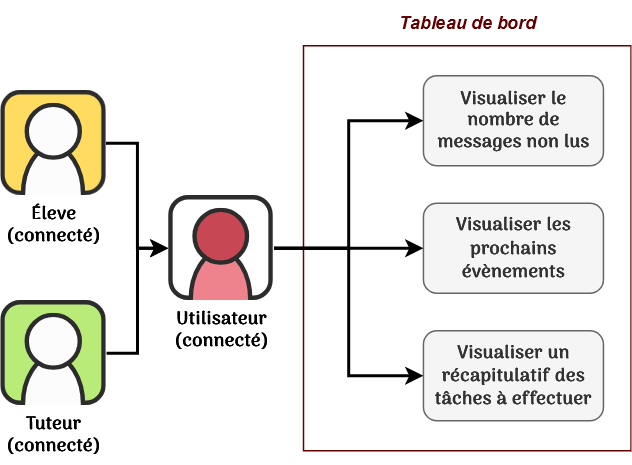 Tableau de bord
Visualiser le
nombre de
messages non lus
Éleve
(connecté)
Visualiser les
prochains
évènements
Utilisateur
(connecté)
Visualiser un
récapitulatif des
tâches à effectuer
Tuteur
(connecté)